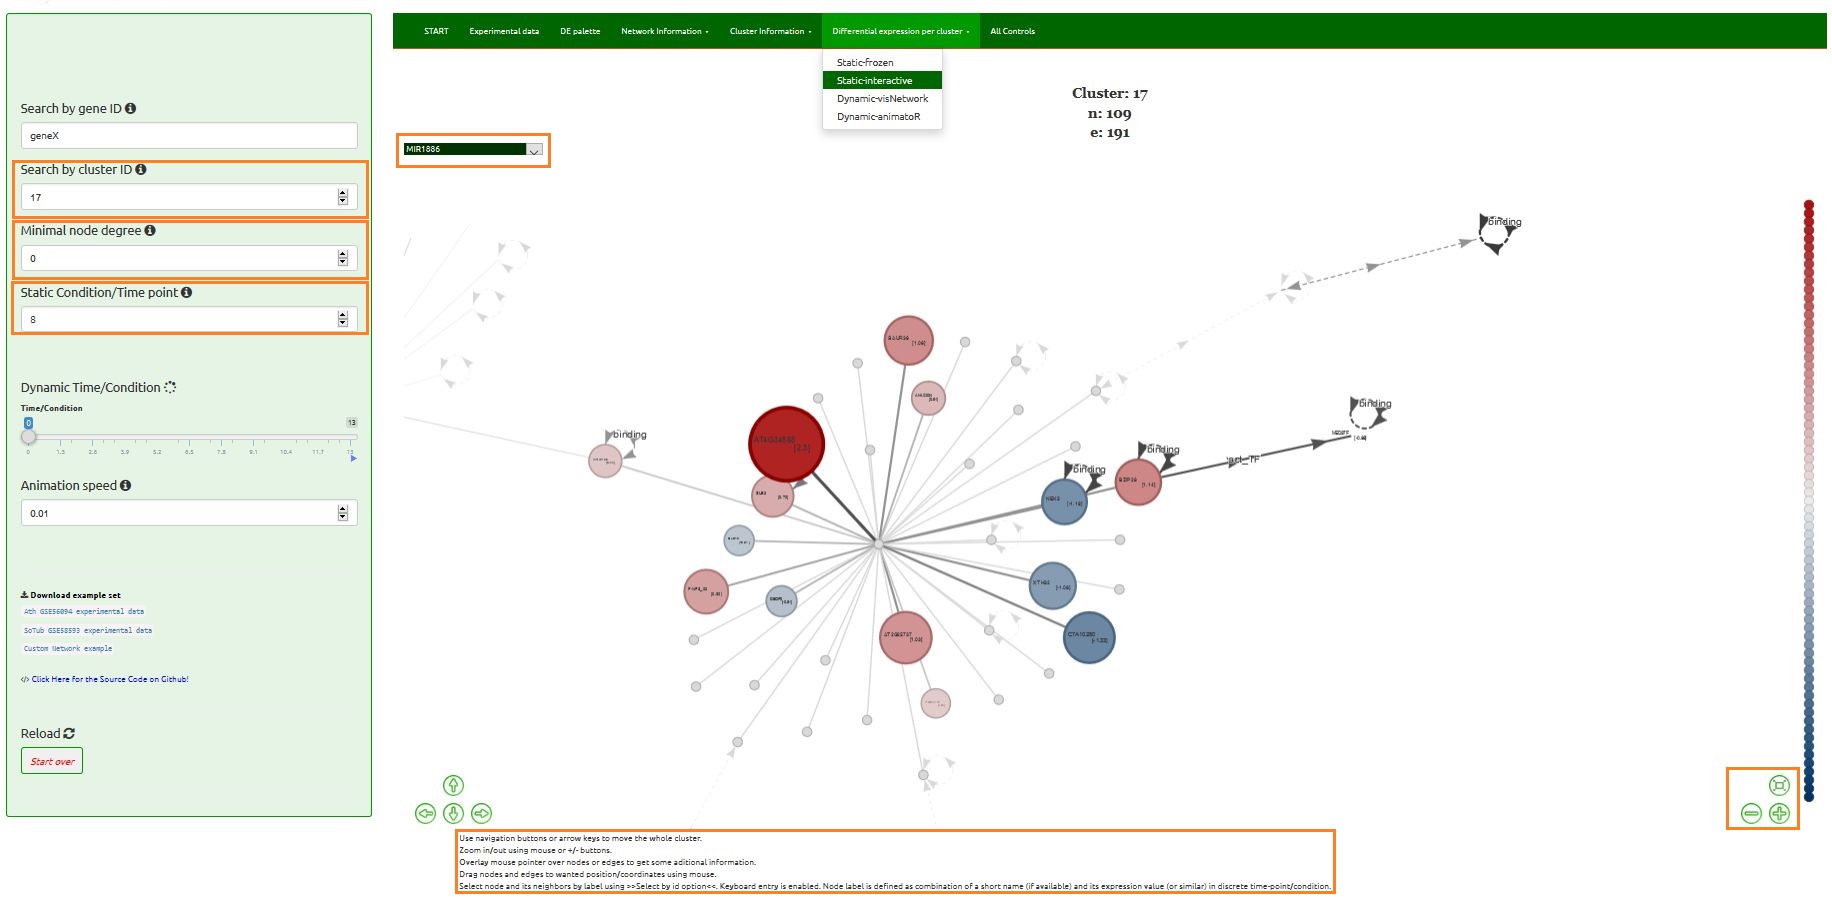 START
Experimental data
DE palette
Network Information
Cluster Information
Differential expression per cluster
All Controls
Static-frozen
Static-interactive
Dynamic-visNetwork
Dynamic-animatoR
Cluster: 17
n: 109
e: 191
MIR1886
Search by gene ID
geneX
Search by cluster ID
17
Minimal node degree
0
Static Condition/Time point
8
Dynamic Time/Condition
Time/Condition
0
13
0 1.3 2.6 3.9 5.2 6.5 7.8 9.1 10.4 11.7 13
Animation speed
0.01
Download example set
Ath GSE56094 experimental data
SoTub GSE58593 experimental data
Custom Network example
</> Click Here for the Source Code on Github!
Reload
Start over
binding
binding
binding
binding
binding
[2.3]
Use navigation buttons or arrow keys to move the whole cluster.
Zoom in/out using mouse or +/- buttons.
Overlay mouse pointer over nodes or edges to get some aditional information.
Drag nodes and edges to wanted position/coordinates using mouse.
Select node and its neighbors by label using >>Select by id option<<. Keyboard entry is enabled. Node label is defined as combination of a short name (if available) and its expression value (or similar) in discrete time-point/condition.